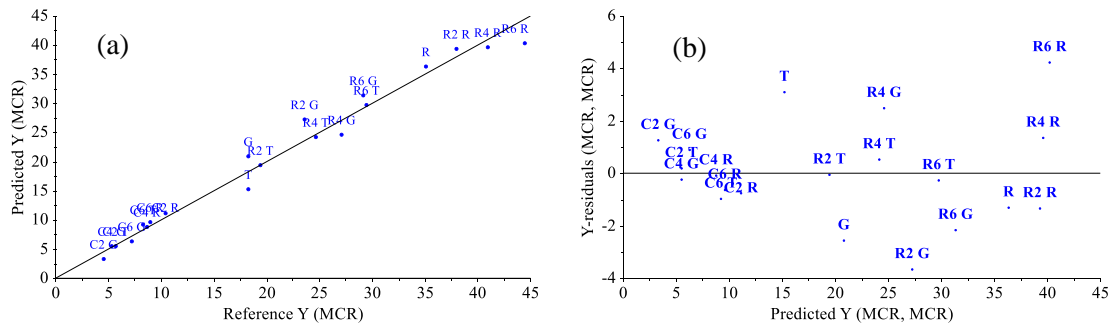 (a)
45
40
35
30
25
20
15
10
5
0
0
5
10
15
20
25
30
35
40
45
Predicted Y (MCR)
Reference Y (MCR)
R6 R
R2 R
R4 R
R
R6 G
R6 T
R2 G
R4 T
R4 G
G
R2 T
T
C2 R
C4 R
C6 G
C2 G
(b)
6
4
2
0
-2
-4
0
5
10
15
20
25
30
35
40
45
Y-residuals (MCR, MCR)
Predicted Y (MCR, MCR)
R6 R
T
R4 G
C2 G
R4 R
C6 G
C2 T
R4 T
C4 R
C4 G
R2 T
R6 T
C6 R
C6 T
C2 R
R
R2 R
R6 G
G
R2 G